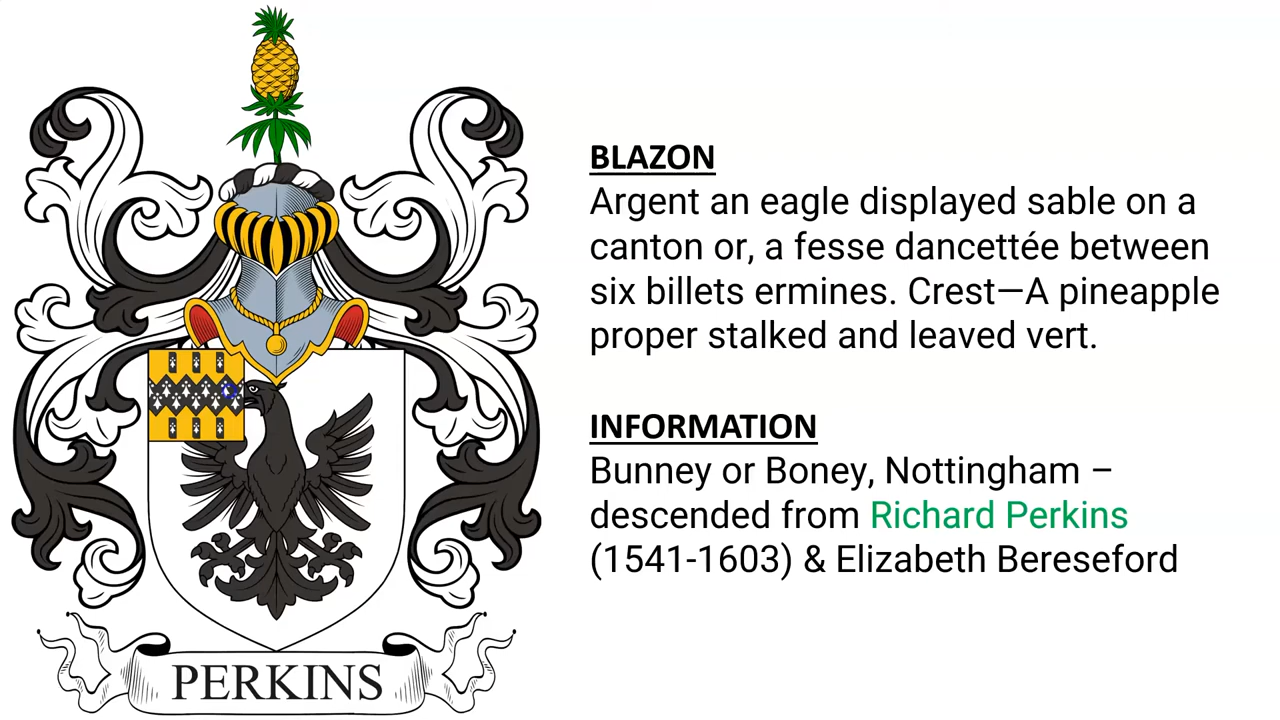 BLAZON
Argent an eagle displayed sable on a
canton or, a fesse dancettée between
six billets ermines. Crest—A pineapple
proper stalked and leaved vert.
INFORMATION
Bunney or Boney, Nottingham –
descended from Richard Perkins
(1541-1603) & Elizabeth Bereseford
PERKINS